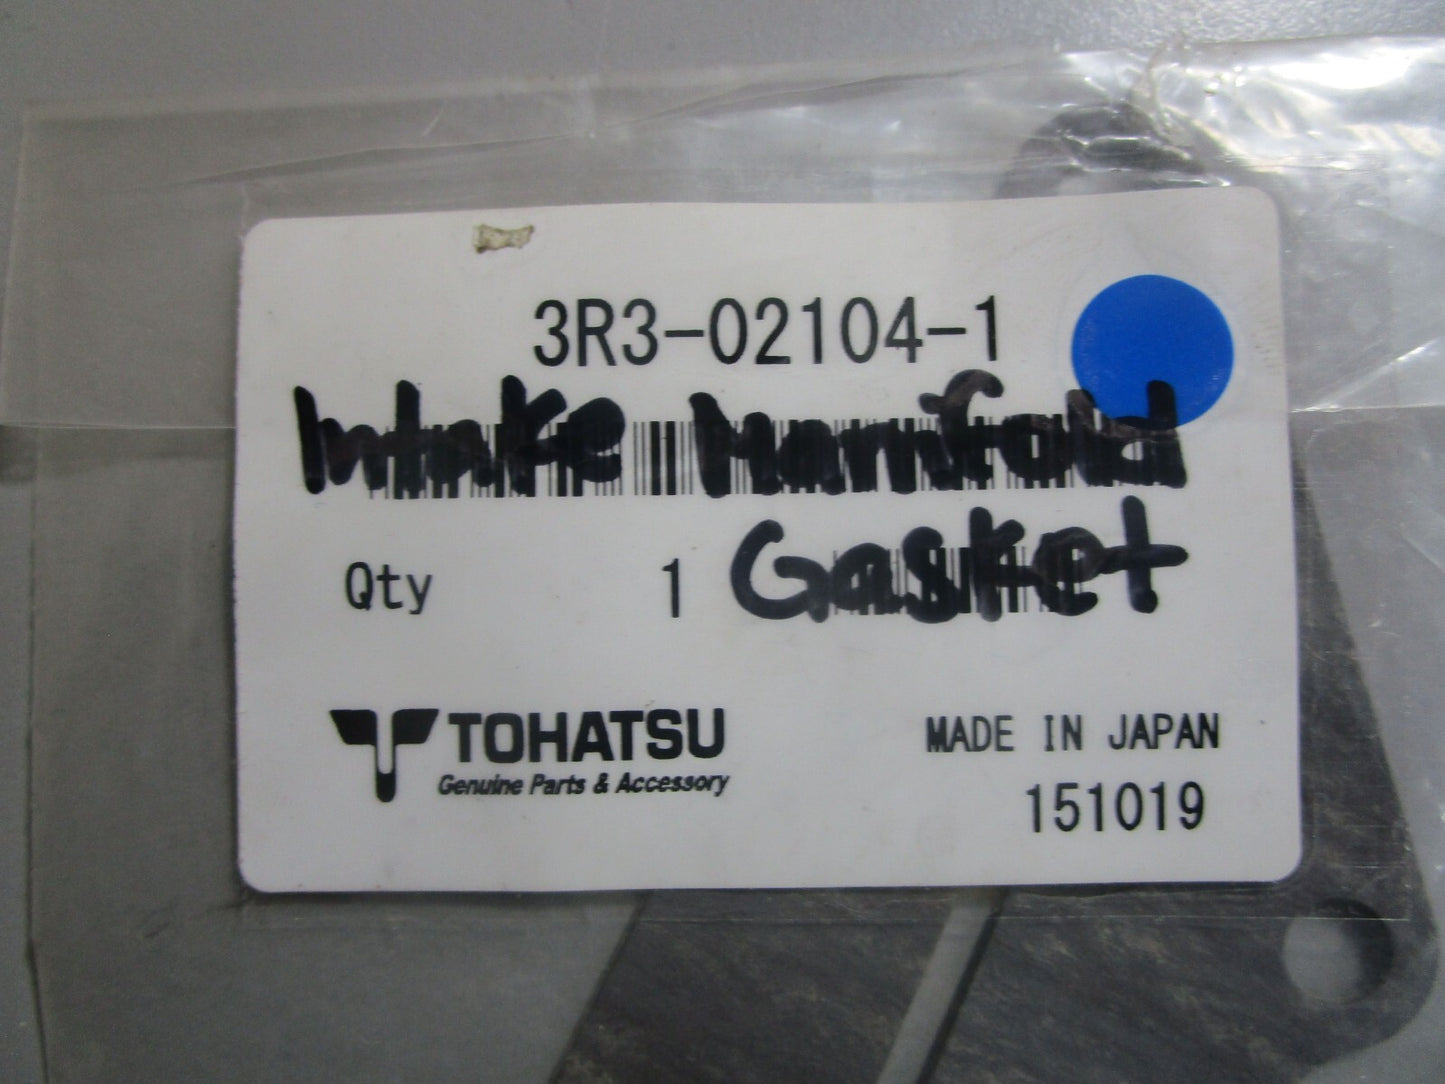 3R3-02104-1
Intake Manifold
Gasket
Qty 1
TOHATSU
Genuine Parts & Accessory
MADE IN JAPAN
151019